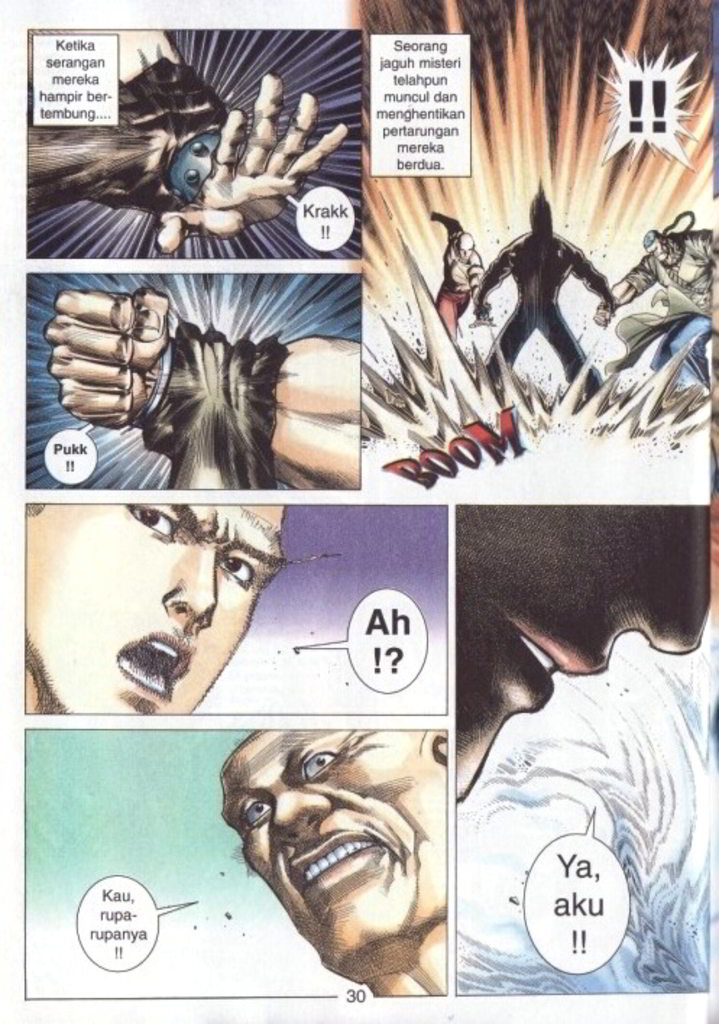 Ketika
serangan
mereka
hampir ber-
tembung....
Krakk
!!
Seorang
jaguh misteri
telahpun
muncul dan
menghentikan
pertarungan
mereka
berdua.
!!
Pukk
!!
BOOM
Ah
!?
Kau,
rupa-
rupanya
!!
Ya,
aku
!!
30